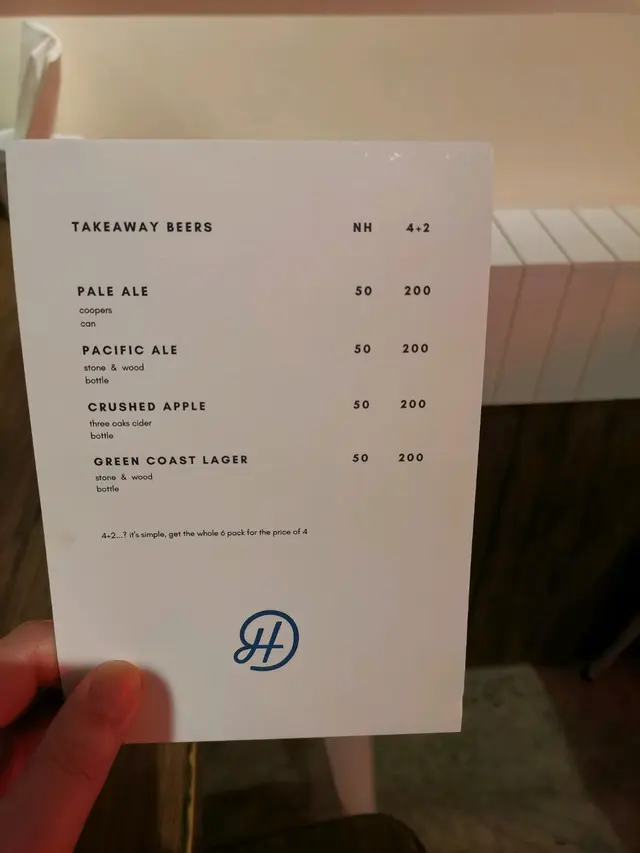 TAKEAWAY BEERS NH 4+2
PALE ALE 50 200
coopers
can
PACIFIC ALE 50 200
stone & wood
bottle
CRUSHED APPLE 50 200
three oaks cider
bottle
GREEN COAST LAGER 50 200
stone & wood
bottle
4+2...? it's simple, get the whole 6 pack for the price of 4
H